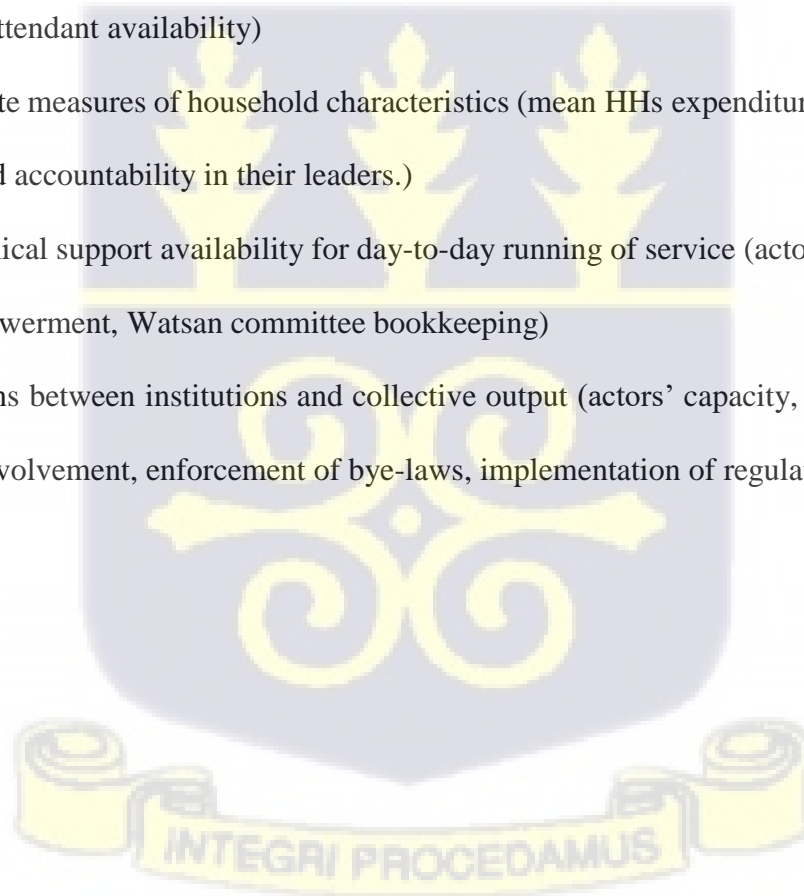 ttendant availability)
te measures of household characteristics (mean HHs expenditur
d accountability in their leaders.)
nical support availability for day-to-day running of service (acto
werment, Watsan committee bookkeeping)
ns between institutions and collective output (actors’ capacity,
volvement, enforcement of bye-laws, implementation of regulat
INTEGRI PROCEDAMUS